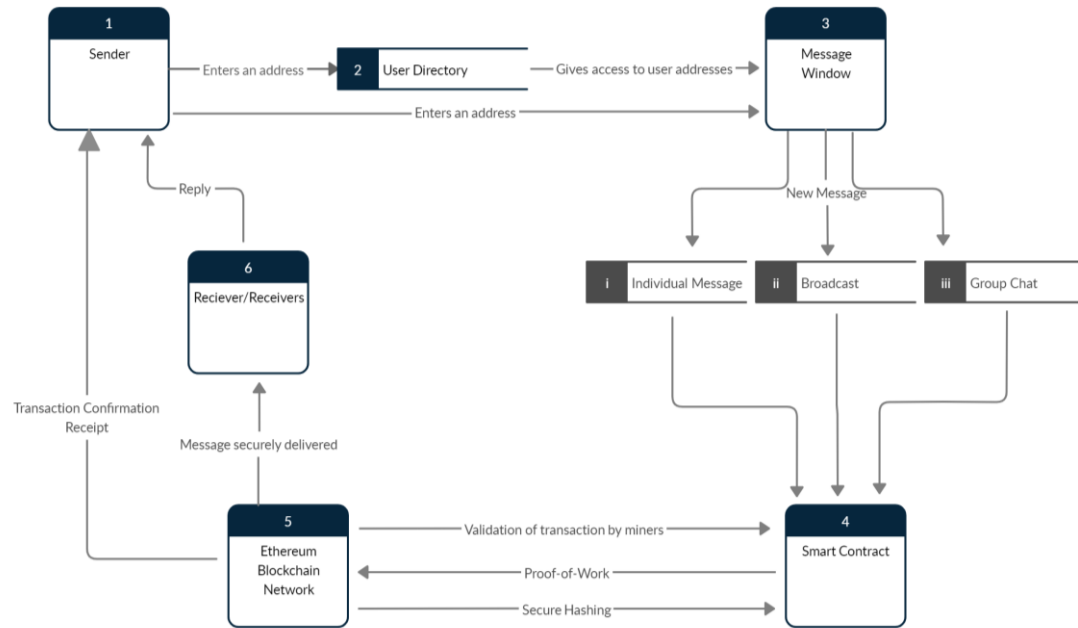 1
Sender
Enters an address
2
User Directory
Gives access to user addresses
3
Message
Window
Enters an address
Reply
New Message
6
Reciever/Receivers
i
Individual Message
ii
Broadcast
iii
Group Chat
Transaction Confirmation
Receipt
Message securely delivered
5
Ethereum
Blockchain
Network
Validation of transaction by miners
4
Smart Contract
Proof-of-Work
Secure Hashing